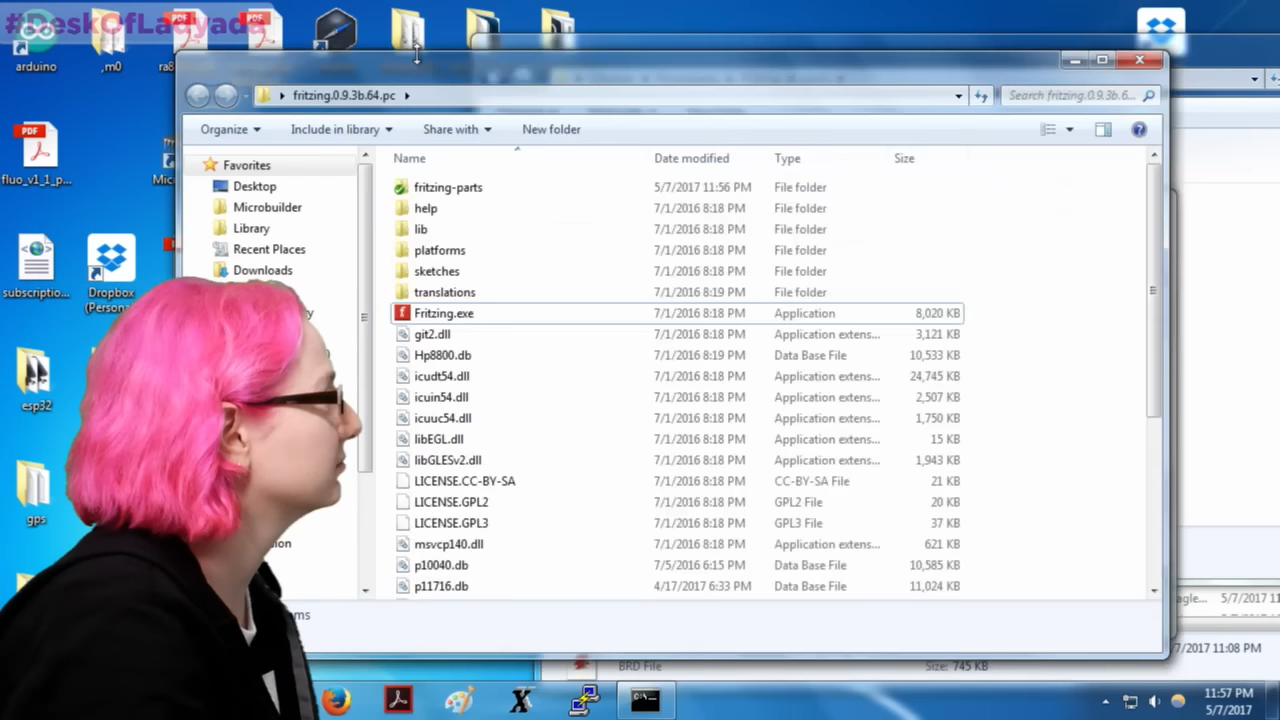 #DeskOfLadyada
arduino
,m0
fritzing.0.9.3b.64.pc
Search fritzing.0.9.3b.6...
Organize
Include in library
Share with
New folder
PDF
fluo_v1_1_p...
Favorites
Desktop
Microbuilder
Library
Recent Places
Downloads
Name
Date modified
Type
Size
fritzing-parts 5/7/2017 11:56 PM File folder
help 7/1/2016 8:18 PM File folder
lib 7/1/2016 8:18 PM File folder
platforms 7/1/2016 8:18 PM File folder
sketches 7/1/2016 8:18 PM File folder
translations 7/1/2016 8:19 PM File folder
Fritzing.exe 7/1/2016 8:18 PM Application 8,020 KB
git2.dll 7/1/2016 8:18 PM Application extens... 3,121 KB
Hp8800.db 7/1/2016 8:19 PM Data Base File 10,533 KB
icudt54.dll 7/1/2016 8:18 PM Application extens... 24,745 KB
icuin54.dll 7/1/2016 8:18 PM Application extens... 2,507 KB
icuuc54.dll 7/1/2016 8:18 PM Application extens... 1,750 KB
libEGL.dll 7/1/2016 8:18 PM Application extens... 15 KB
libGLESv2.dll 7/1/2016 8:18 PM Application extens... 1,943 KB
LICENSE.CC-BY-SA 7/1/2016 8:18 PM CC-BY-SA File 21 KB
LICENSE.GPL2 7/1/2016 8:18 PM GPL2 File 20 KB
LICENSE.GPL3 7/1/2016 8:18 PM GPL3 File 37 KB
msvcp140.dll 7/1/2016 8:18 PM Application extens... 621 KB
p10040.db 7/5/2016 6:15 PM Data Base File 10,585 KB
p11716.db 4/17/2017 6:33 PM Data Base File 11,024 KB
subscriptio...
Dropbox
(Personal
esp32
gps
5/7/2017 11
7/2017 11:08 PM
BRD File
Size: 745 KB
C:\
11:57 PM
5/7/2017